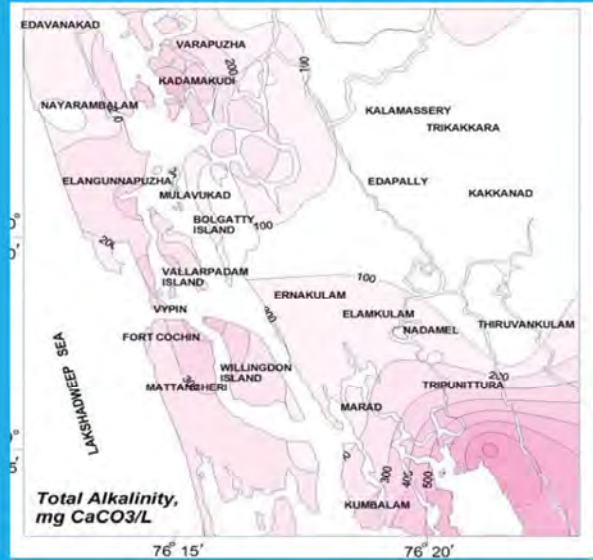 EDAVANAKAD
VARAPUZHA
200
100
KADAMAKUDI
NAYARAMBALAM
KALAMASSERY
TRIKAKKARA
ELANGUNNAPUZHA
EDAPALLY
MULAVUKAD
KAKKANAD
BOLGATTY
ISLAND
100
VALLARPADAM
ISLAND
100
ERNAKULAM
VYPIN
ELAMKULAM
NADAMEL
THIRUVANKULAM
FORT COCHIN
LAKSHADWEEP SEA
WILLINGDON
ISLAND
MATTANCHERI
200
TRIPUNITTURA
MARAD
300
400
500
Total Alkalinity,
mg CaCO3/L
KUMBALAM
76° 15'
76° 20'